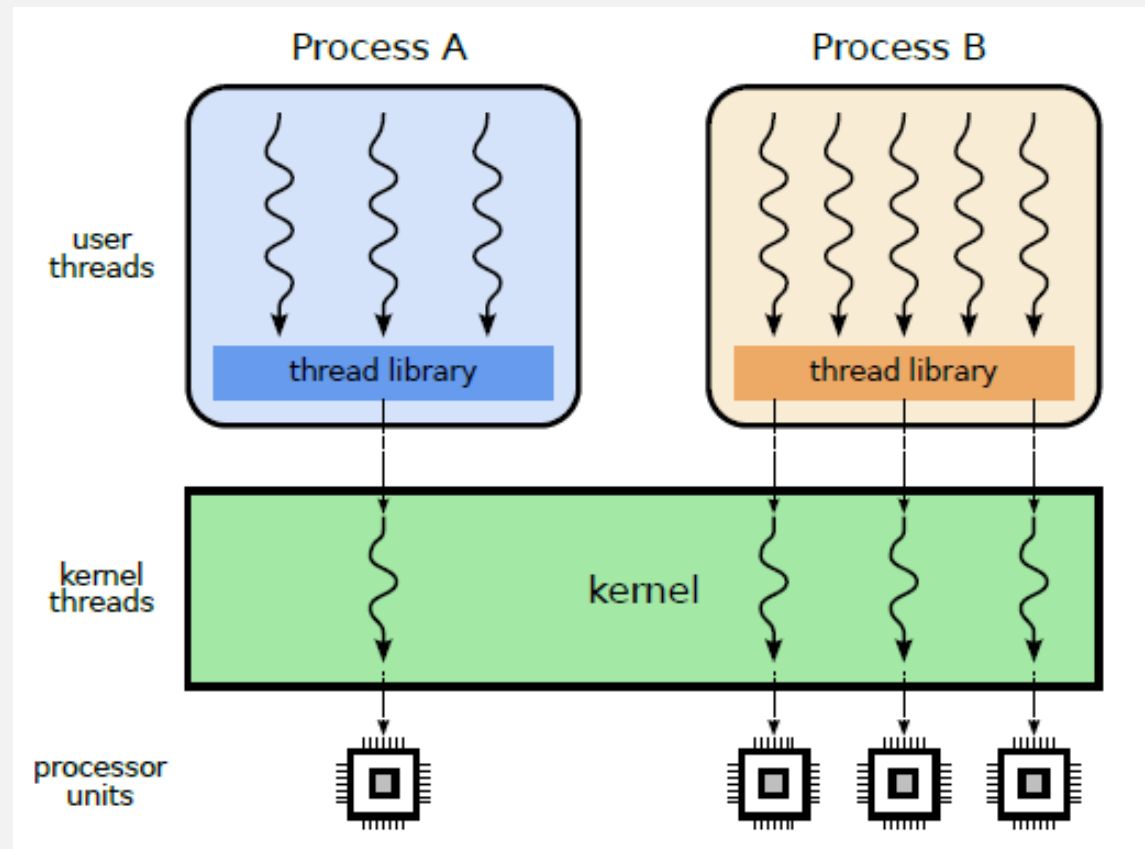 Process A
Process B
user
threads
thread library
thread library
kernel
threads
kernel
processor
units